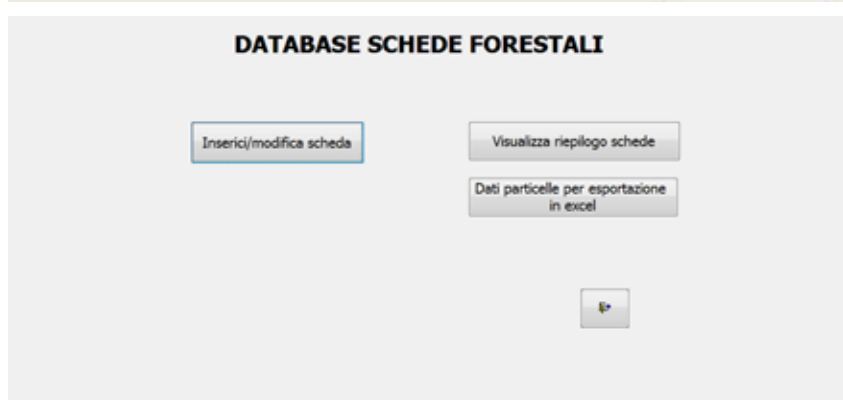 DATABASE SCHEDE FORESTALI
Inserici/modifica scheda
Visualizza riepilogo schede
Dati particelle per esportazione
in excel